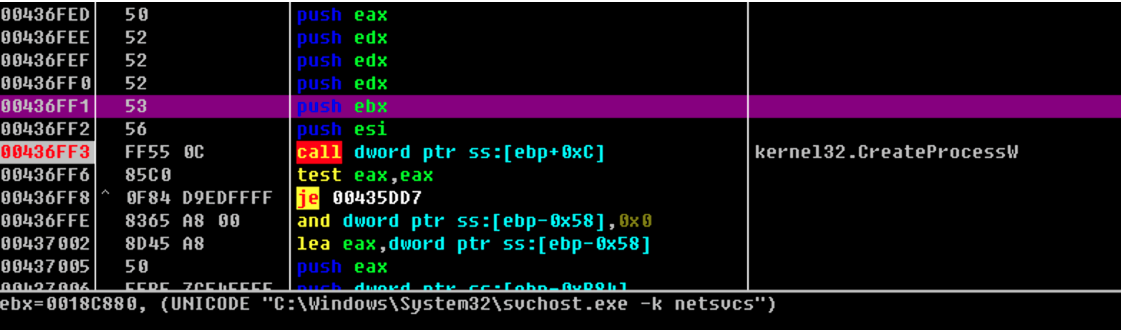 00436FED 50 push eax
00436FEE 52 push edx
00436FEF 52 push edx
00436FF0 52 push edx
00436FF1 53 push ebx
00436FF2 56 push esi
00436FF3 FF55 0C call dword ptr ss:[ebp+0xC] kernel32.CreateProcessW
00436FF6 85C0 test eax,eax
00436FF8 ^ 0F84 D9EDFFFF je 00435DD7
00436FFE 8365 A8 00 and dword ptr ss:[ebp-0x58],0x0
00437002 8D45 A8 lea eax,dword ptr ss:[ebp-0x58]
00437005 50 push eax
00437006 push dword ptr ss:[ebp-0xB84]
ebx=0018C880, (UNICODE "C:\Windows\System32\svchost.exe -k netsvcs")